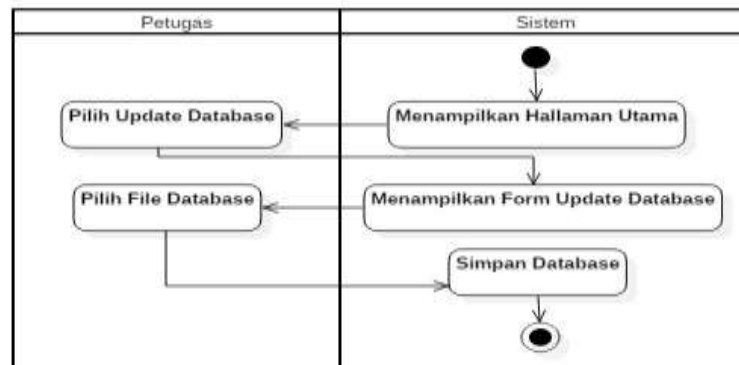 Petugas
Sistem
Menampilkan Hallaman Utama
Pilih Update Database
Menampilkan Form Update Database
Pilih File Database
Simpan Database